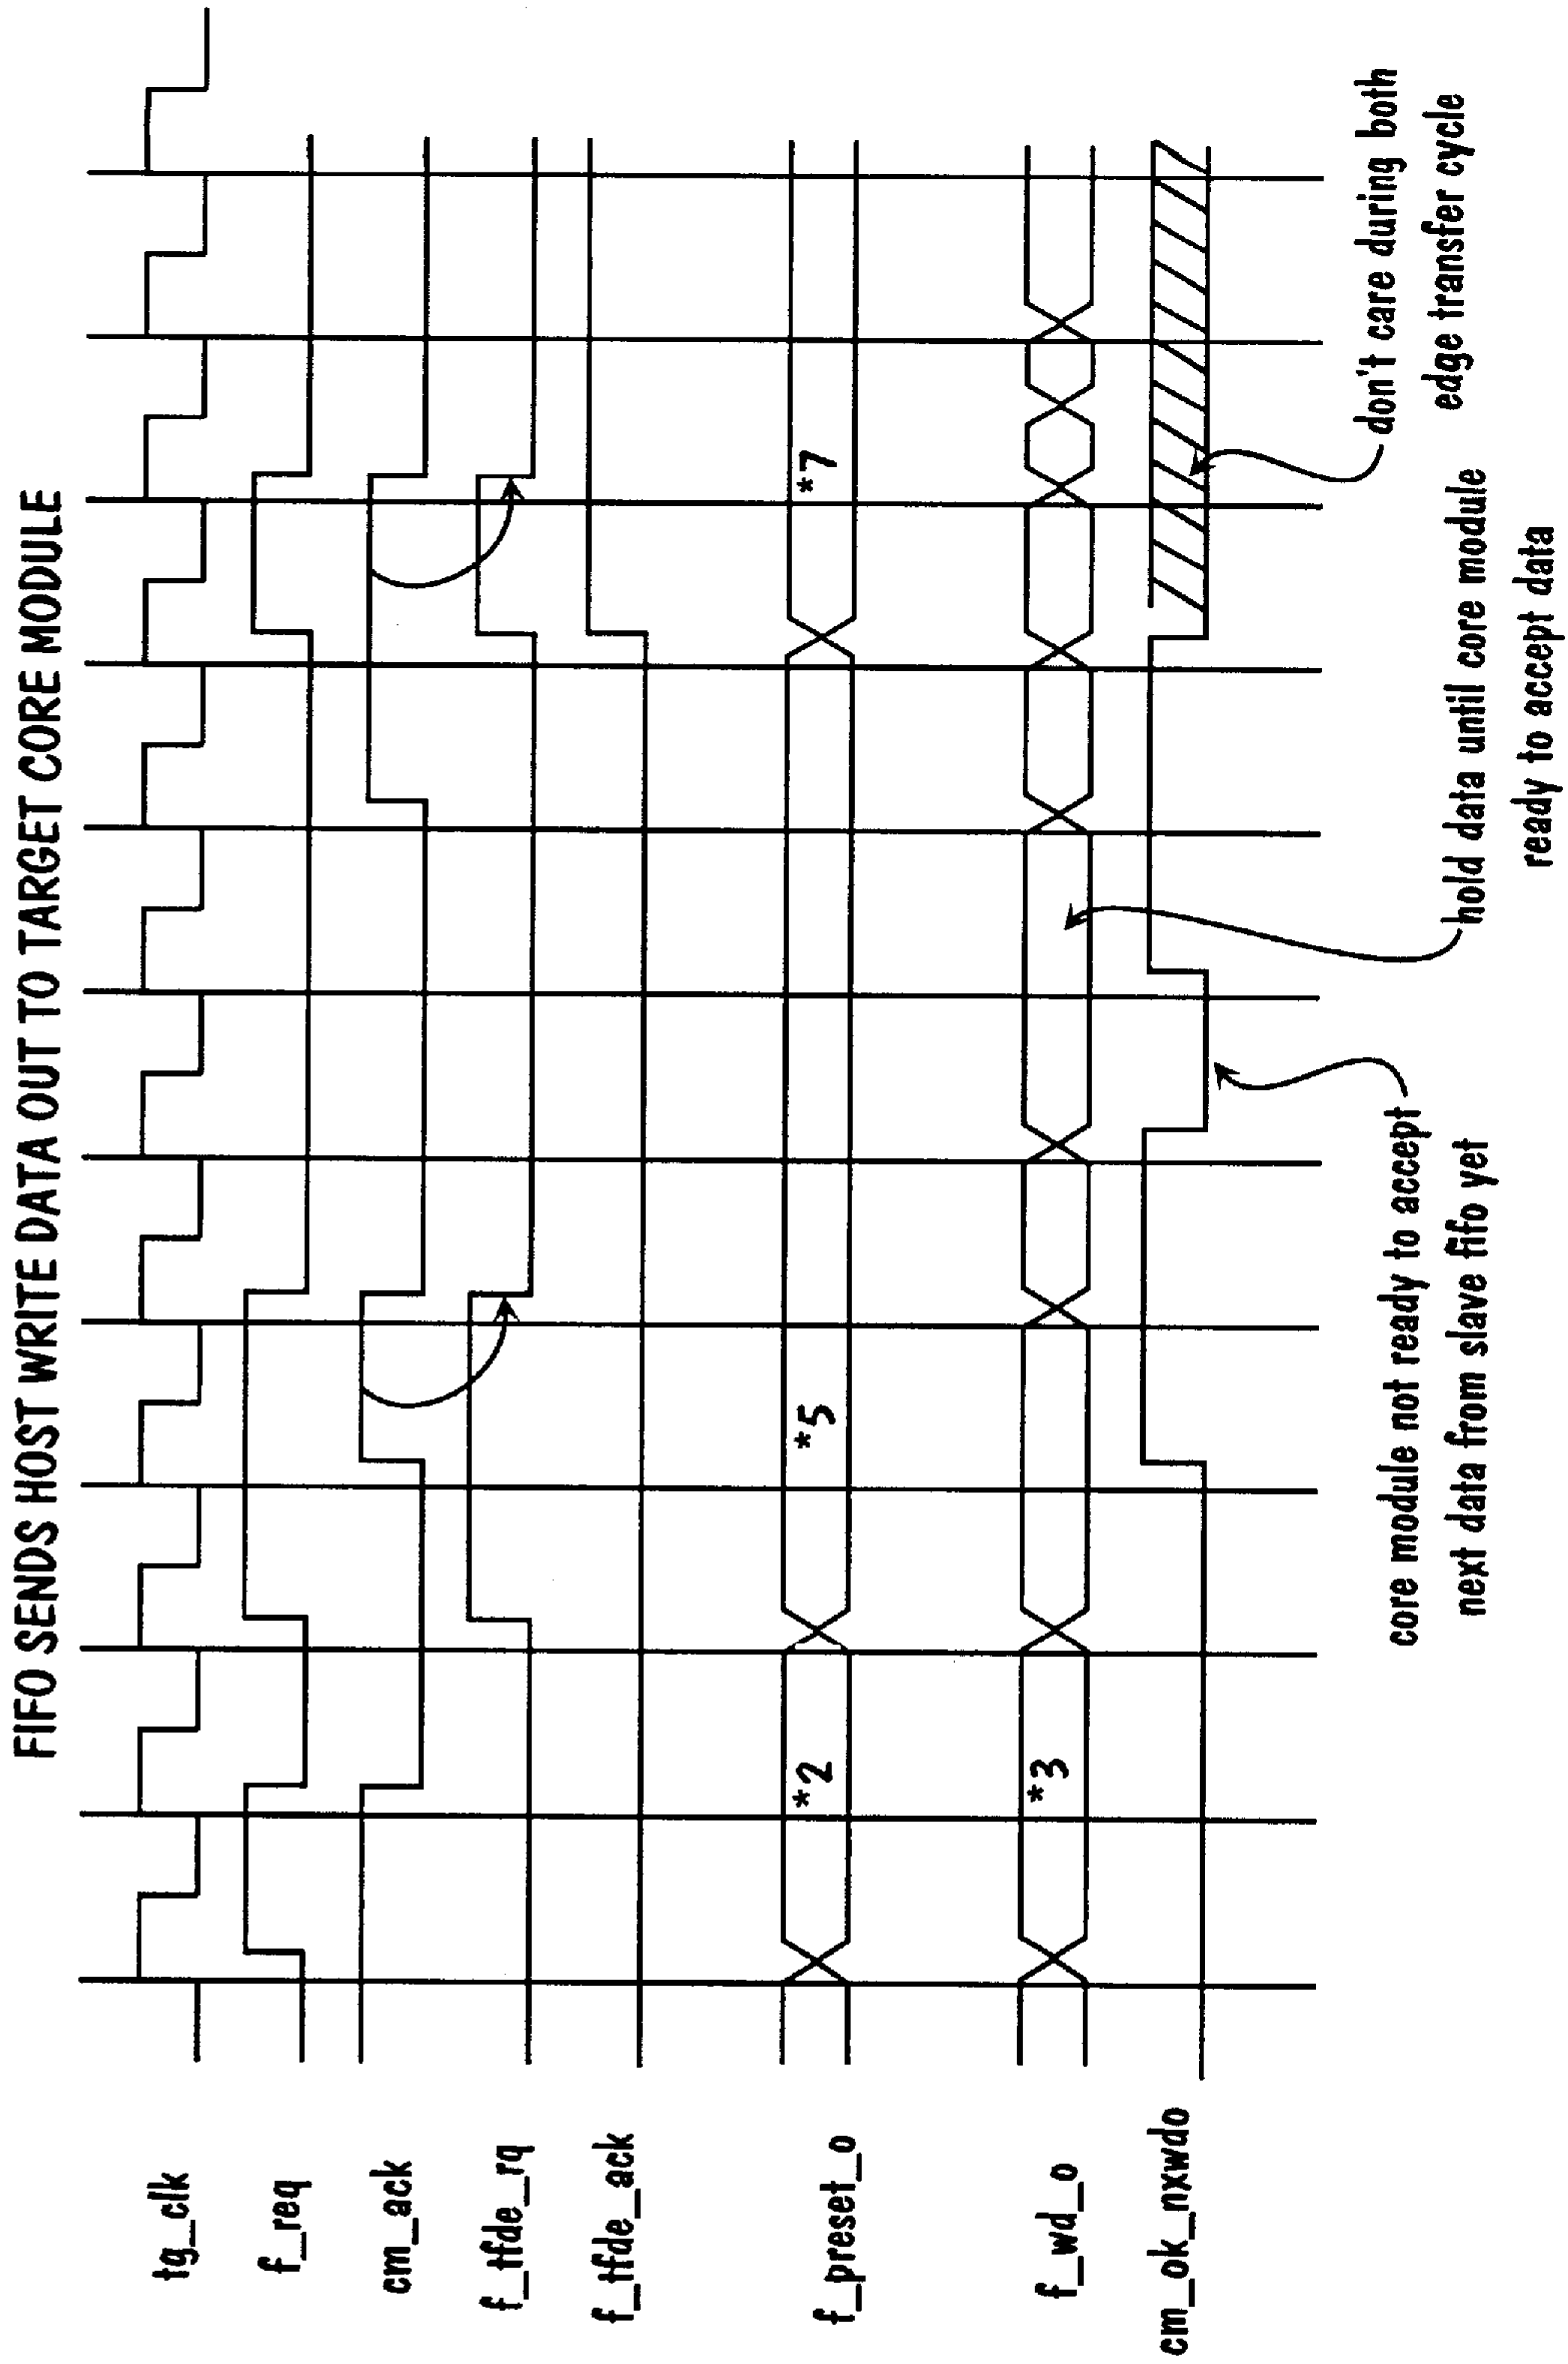 FIFO SENDS HOST WRITE DATA OUT TO TARGET CORE MODULE
tg_clk
f_req
cm_ack
f_tfde_rq
f_tfde_ack
f_preset_o
*2
*5
*7
f_wd_o
*3
cm_ok_nxwdo
core module not ready to accept
next data from slave fifo yet
hold data until core module
ready to accept data
don't care during both
edge transfer cycle